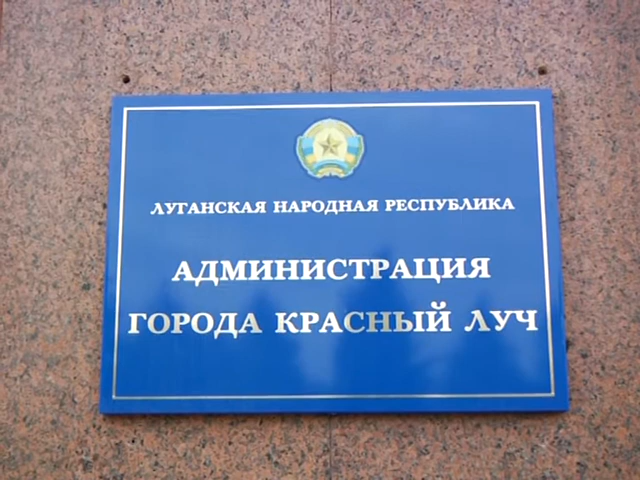 ЛУГАНСКАЯ НАРОДНАЯ РЕСПУБЛИКА
АДМИНИСТРАЦИЯ
ГОРОДА КРАСНЫЙ ЛУЧ